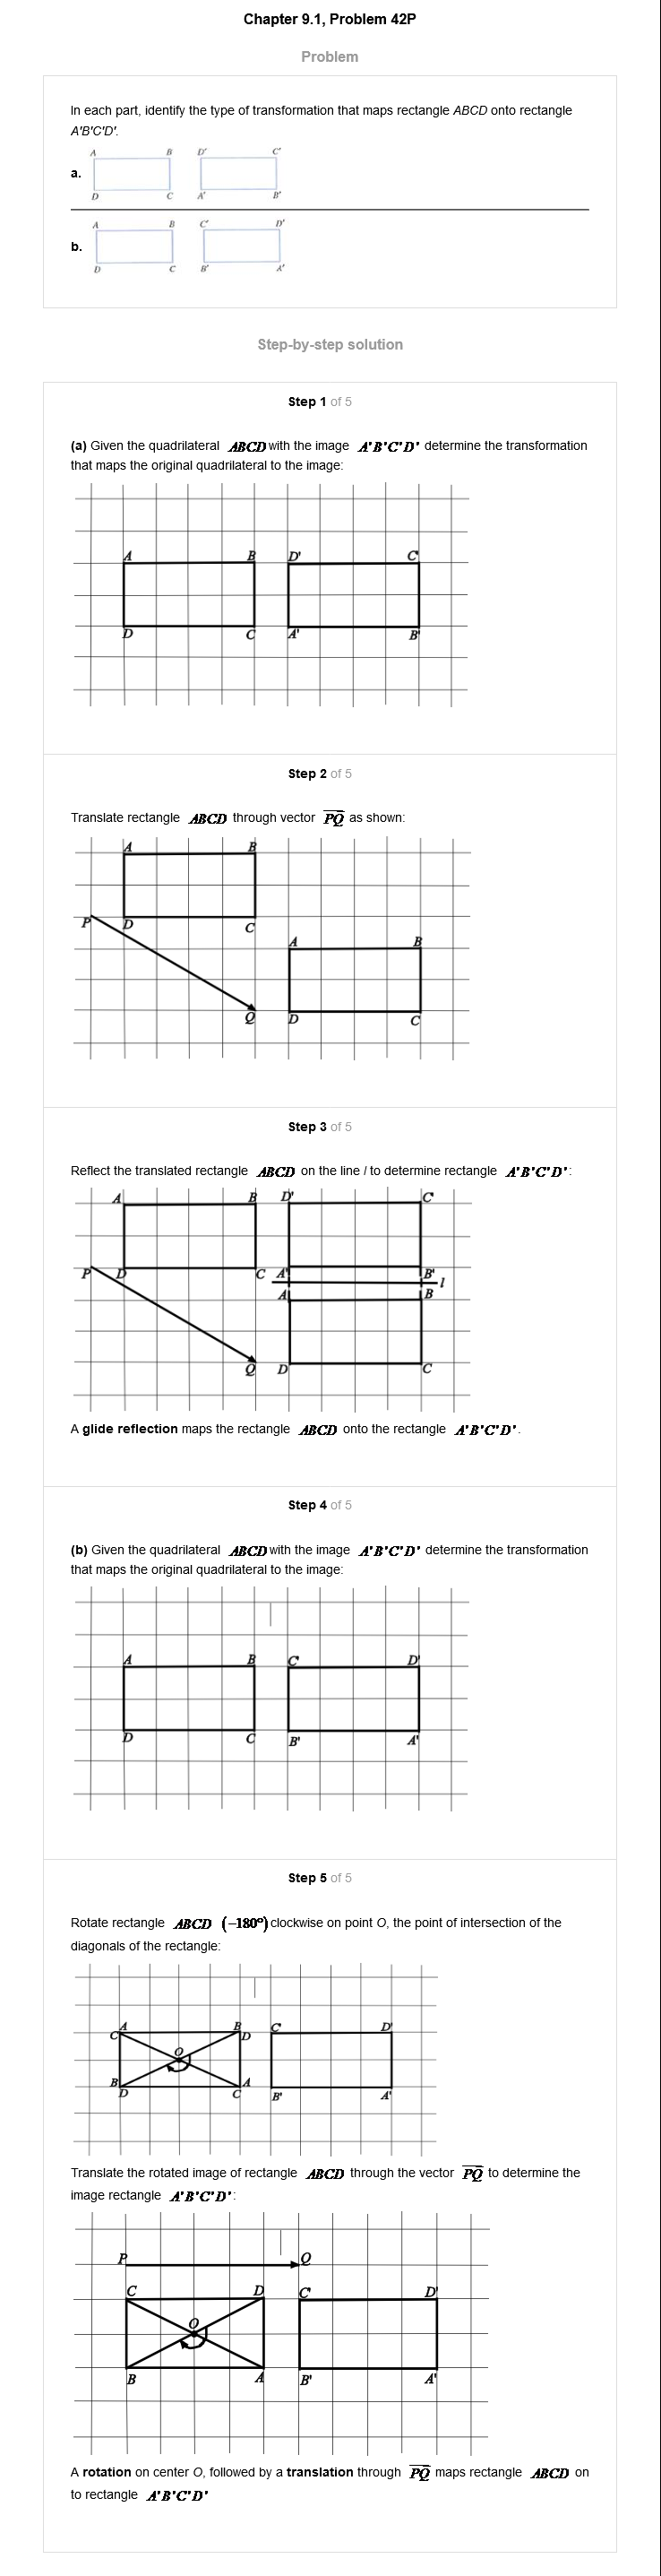 Chapter 9.1, Problem 42P
Problem
In each part, identify the type of transformation that maps rectangle ABCD onto rectangle
A'B'C'D'.
A B D' C'
a.
D C A' B'
A B C' D'
b.
D C B' A'
Step-by-step solution
Step 1 of 5
(a) Given the quadrilateral ABCD with the image A'B'C'D' determine the transformation
that maps the original quadrilateral to the image:
A B D' C'
D C A' B'
Step 2 of 5
Translate rectangle ABCD through vector PQ as shown:
A B
P D C
A B
Q D C
Step 3 of 5
Reflect the translated rectangle ABCD on the line l to determine rectangle A'B'C'D':
A B D' C'
P D C A' B'
l
A B
Q D C
A glide reflection maps the rectangle ABCD onto the rectangle A'B'C'D'.
Step 4 of 5
(b) Given the quadrilateral ABCD with the image A'B'C'D' determine the transformation
that maps the original quadrilateral to the image:
A B C' D'
D C B' A'
Step 5 of 5
Rotate rectangle ABCD (−180°) clockwise on point O, the point of intersection of the
diagonals of the rectangle:
A B C' D'
C D
O
B A
D C B' A'
Translate the rotated image of rectangle ABCD through the vector PQ to determine the
image rectangle A'B'C'D':
P Q
C D C' D'
O
B A B' A'
A rotation on center O, followed by a translation through PQ maps rectangle ABCD on
to rectangle A'B'C'D'